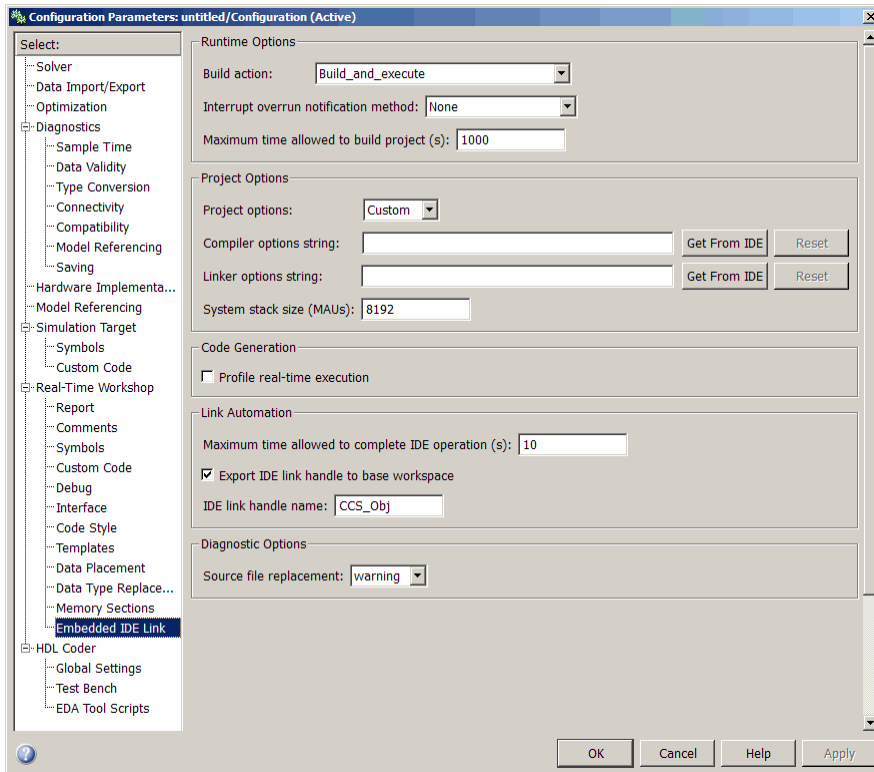 Configuration Parameters: untitled/Configuration (Active)
Select:
Solver
Data Import/Export
Optimization
Diagnostics
Sample Time
Data Validity
Type Conversion
Connectivity
Compatibility
Model Referencing
Saving
Hardware Implementa...
Model Referencing
Simulation Target
Symbols
Custom Code
Real-Time Workshop
Report
Comments
Symbols
Custom Code
Debug
Interface
Code Style
Templates
Data Placement
Data Type Replace...
Memory Sections
Embedded IDE Link
HDL Coder
Global Settings
Test Bench
EDA Tool Scripts
Runtime Options
Build action: Build_and_execute
Interrupt overrun notification method: None
Maximum time allowed to build project (s): 1000
Project Options
Project options: Custom
Compiler options string: Get From IDE Reset
Linker options string: Get From IDE Reset
System stack size (MAUs): 8192
Code Generation
Profile real-time execution
Link Automation
Maximum time allowed to complete IDE operation (s): 10
Export IDE link handle to base workspace
IDE link handle name: CCS_Obj
Diagnostic Options
Source file replacement: warning
OK Cancel Help Apply